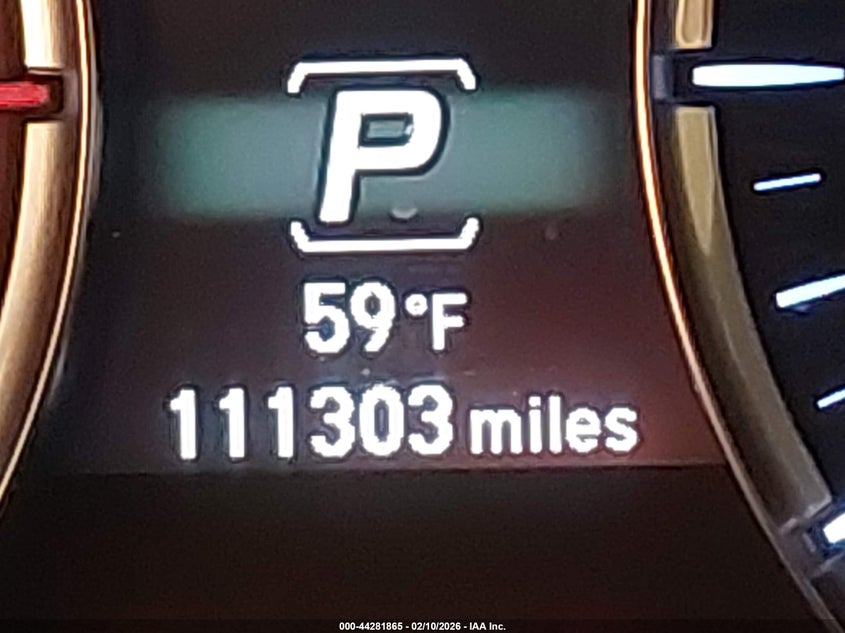 P
59°F
111303 miles
000-44281865 - 02/10/2026 - IAA Inc.